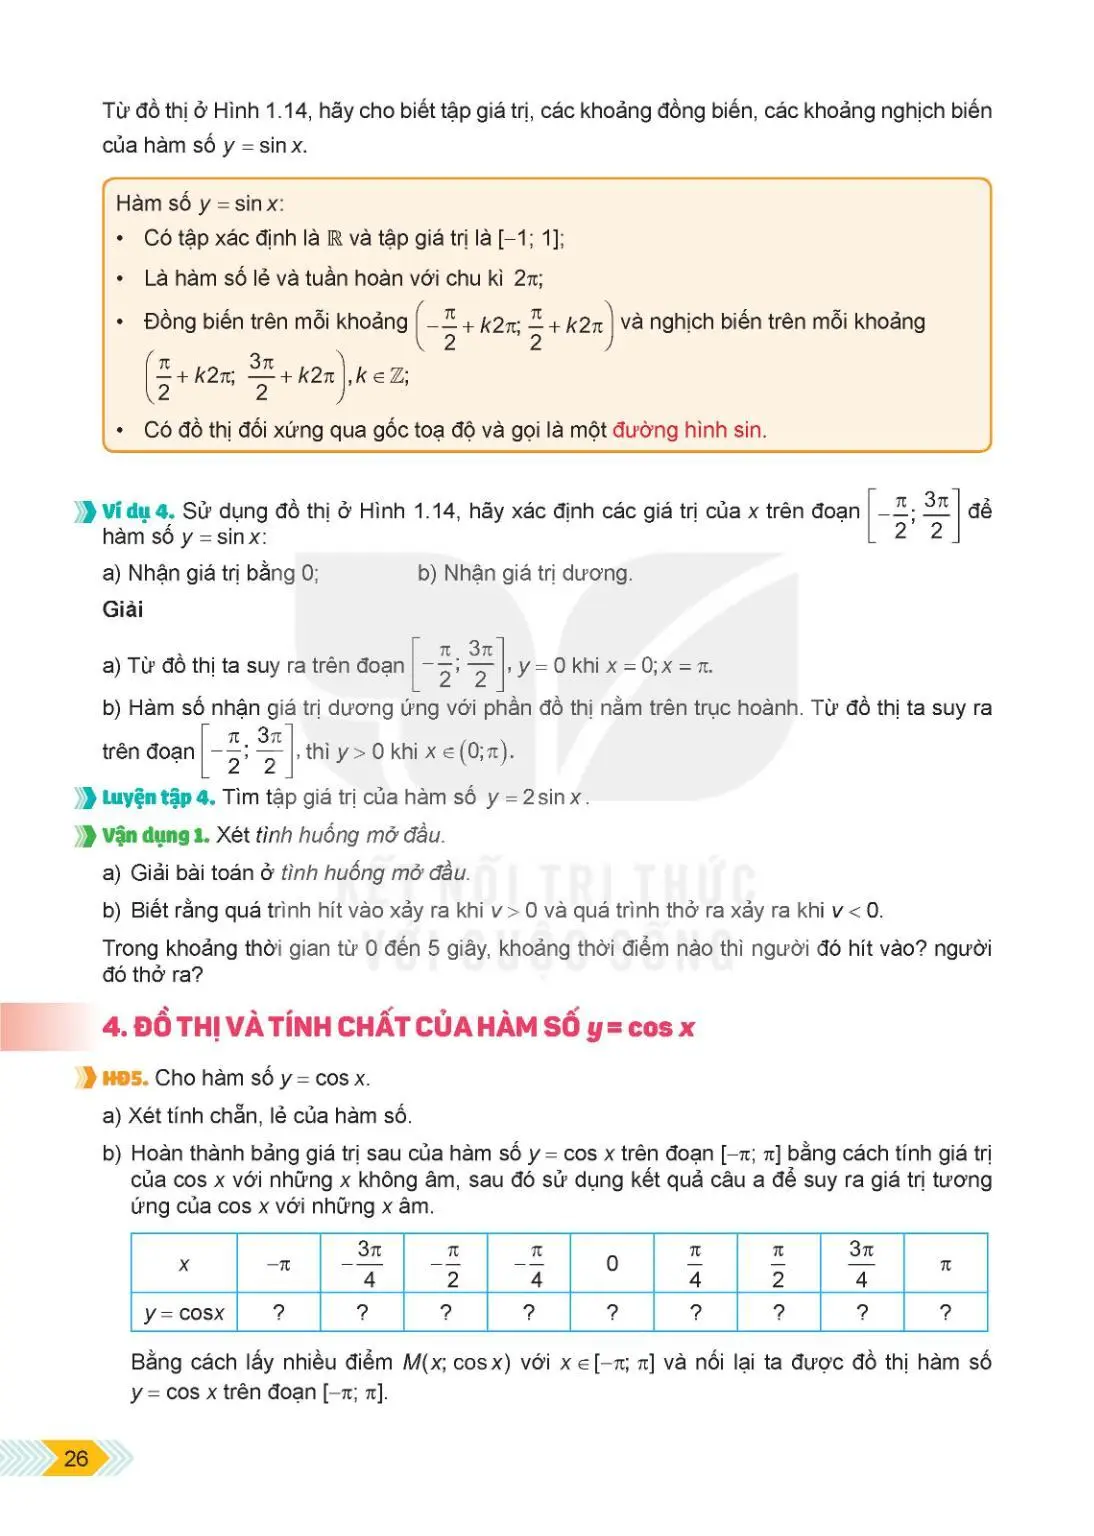 Từ đồ thị ở Hình 1.14, hãy cho biết tập giá trị, các khoảng đồng biến, các khoảng nghịch biến
của hàm số y = sin x.
Hàm số y = sin x:
• Có tập xác định là ℝ và tập giá trị là [–1; 1];
• Là hàm số lẻ và tuần hoàn với chu kì 2π;
• Đồng biến trên mỗi khoảng (–π/2 + k2π; π/2 + k2π) và nghịch biến trên mỗi khoảng
(π/2 + k2π; 3π/2 + k2π), k ∈ ℤ;
• Có đồ thị đối xứng qua gốc toạ độ và gọi là một đường hình sin.
Ví dụ 4. Sử dụng đồ thị ở Hình 1.14, hãy xác định các giá trị của x trên đoạn [–π/2; 3π/2] để
hàm số y = sin x:
a) Nhận giá trị bằng 0; b) Nhận giá trị dương.
Giải
a) Từ đồ thị ta suy ra trên đoạn [–π/2; 3π/2], y = 0 khi x = 0; x = π.
b) Hàm số nhận giá trị dương ứng với phần đồ thị nằm trên trục hoành. Từ đồ thị ta suy ra
trên đoạn [–π/2; 3π/2], thì y > 0 khi x ∈ (0; π).
Luyện tập 4. Tìm tập giá trị của hàm số y = 2 sin x.
Vận dụng 1. Xét tình huống mở đầu.
a) Giải bài toán ở tình huống mở đầu.
KẾT NỐI TRI THỨC
b) Biết rằng quá trình hít vào xảy ra khi v > 0 và quá trình thở ra xảy ra khi v < 0.
Trong khoảng thời gian từ 0 đến 5 giây, khoảng thời điểm nào thì người đó hít vào? người
VỚI CUỘC SỐNG
đó thở ra?
4. ĐỒ THỊ VÀ TÍNH CHẤT CỦA HÀM SỐ y = cos x
HĐ5. Cho hàm số y = cos x.
a) Xét tính chẵn, lẻ của hàm số.
b) Hoàn thành bảng giá trị sau của hàm số y = cos x trên đoạn [–π; π] bằng cách tính giá trị
của cos x với những x không âm, sau đó sử dụng kết quả câu a để suy ra giá trị tương
ứng của cos x với những x âm.
x –π –3π/4 –π/2 –π/4 0 π/4 π/2 3π/4 π
y = cosx ? ? ? ? ? ? ? ? ?
Bằng cách lấy nhiều điểm M(x; cos x) với x ∈ [–π; π] và nối lại ta được đồ thị hàm số
y = cos x trên đoạn [–π; π].
26